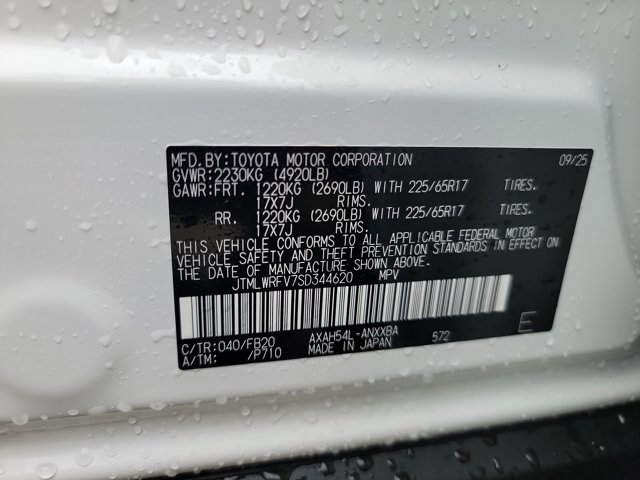 MFD.BY:TOYOTA MOTOR CORPORATION 09/25
GVWR:2230KG (4920LB)
GAWR:FRT. 1220KG (2690LB) WITH 225/65R17 TIRES.
17X7J RIMS.
RR. 1220KG (2690LB) WITH 225/65R17 TIRES.
17X7J RIMS.
THIS VEHICLE CONFORMS TO ALL APPLICABLE FEDERAL MOTOR
VEHICLE SAFETY AND THEFT PREVENTION STANDARDS IN EFFECT ON
THE DATE OF MANUFACTURE SHOWN ABOVE.
JTMLWRFV7SD344620 MPV
C/TR:040/FB20 AXAH54L-ANXXBA 572 E
A/TM: /P710 MADE IN JAPAN